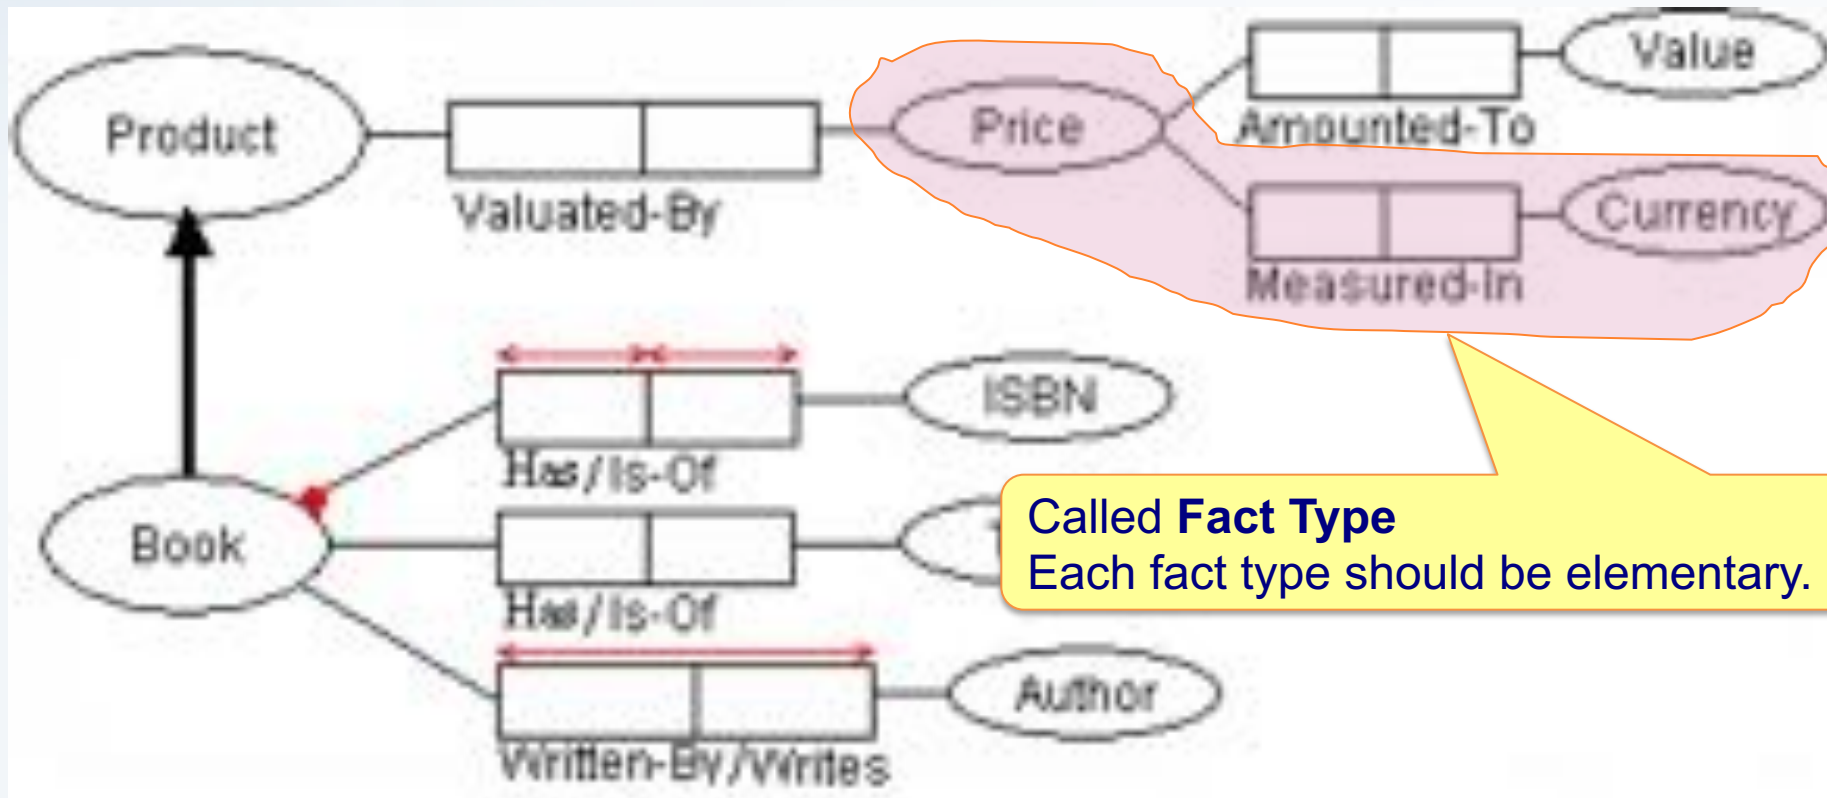 Product
Valuated-By
Price
Amounted-To
Value
Measured-In
Currency
Book
Has/Is-Of
ISBN
Has/Is-Of
Written-By/Writes
Author
Called Fact Type
Each fact type should be elementary.